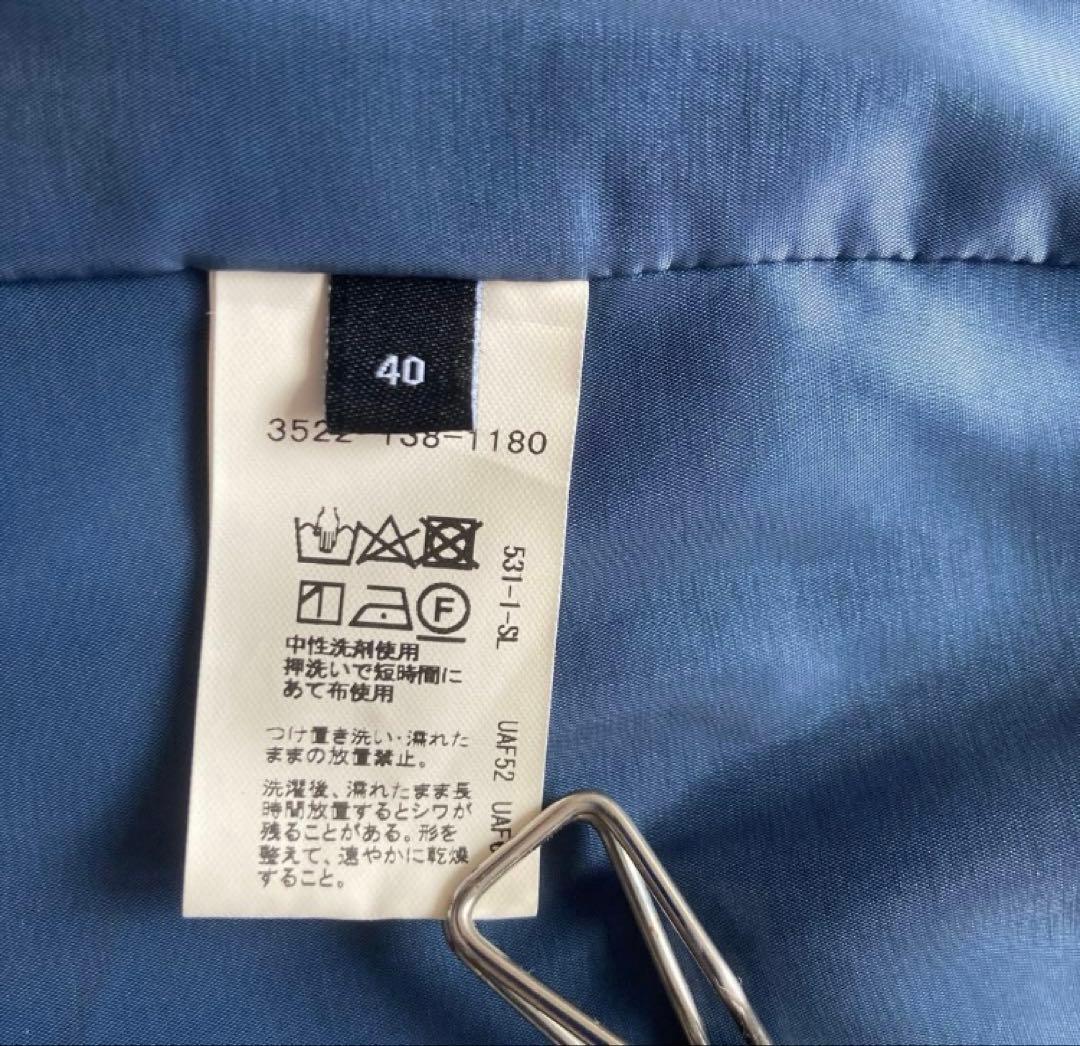 40
3522-138-1180
F
531-1-SL
中性洗剤使用
押洗いで短時間に
あて布使用
UAF52 UAF
つけ置き洗い・濡れた
ままの放置禁止。
洗濯後、濡れたまま長
時間放置するとシワが
残ることがある。形を
整えて、速やかに乾燥
すること。